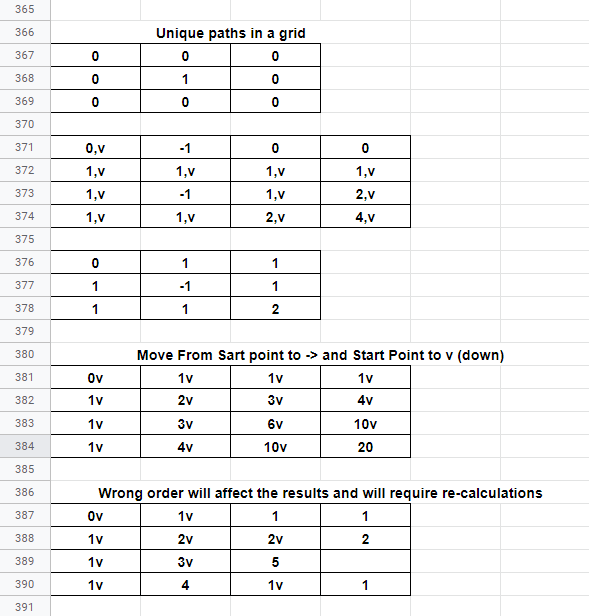 365
366 Unique paths in a grid
367 0 0 0
368 0 1 0
369 0 0 0
370
371 0,v -1 0 0
372 1,v 1,v 1,v 1,v
373 1,v -1 1,v 2,v
374 1,v 1,v 2,v 4,v
375
376 0 1 1
377 1 -1 1
378 1 1 2
379
380 Move From Sart point to -> and Start Point to v (down)
381 0v 1v 1v 1v
382 1v 2v 3v 4v
383 1v 3v 6v 10v
384 1v 4v 10v 20
385
386 Wrong order will affect the results and will require re-calculations
387 0v 1v 1 1
388 1v 2v 2v 2
389 1v 3v 5
390 1v 4 1v 1
391